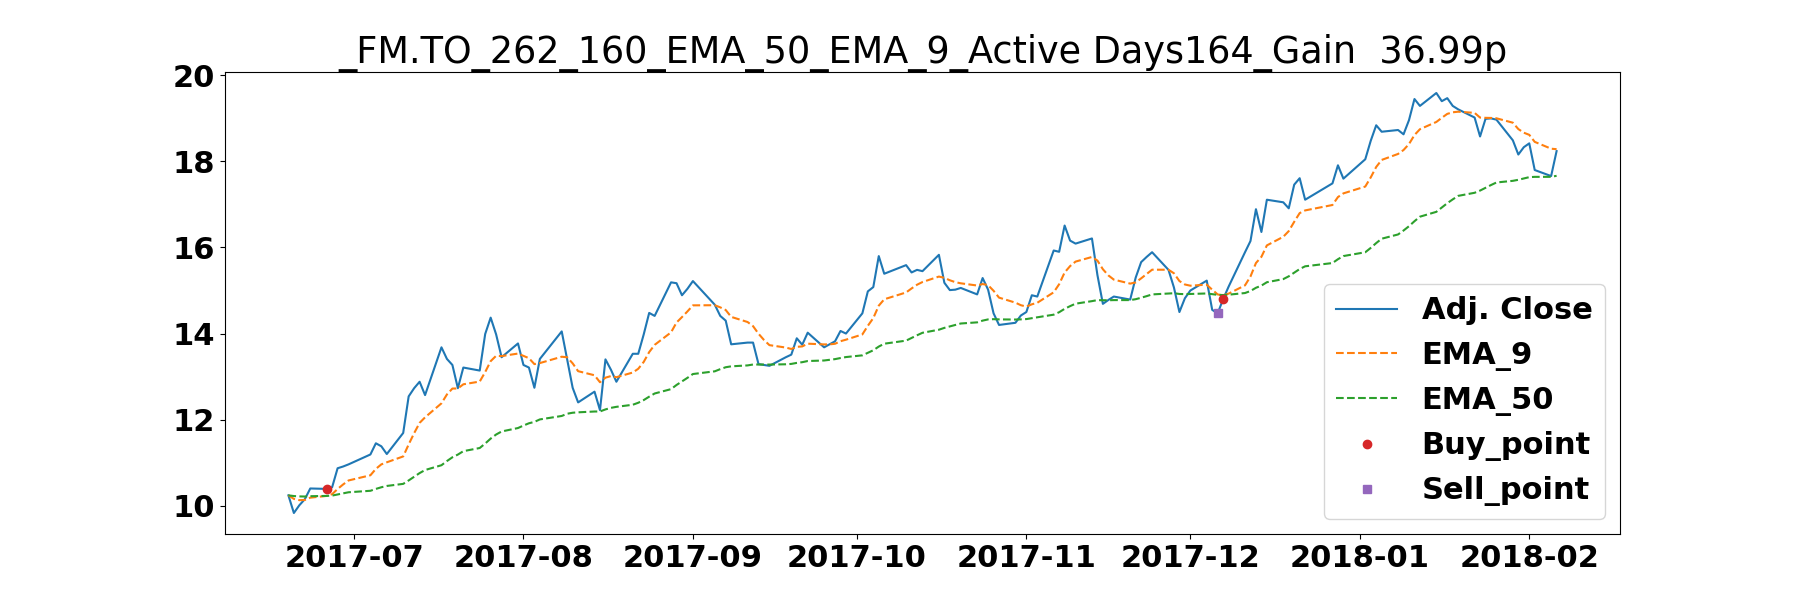 _FM.TO_262_160_EMA_50_EMA_9_Active Days164_Gain  36.99p
20
18
16
14
12
10
Adj. Close
EMA_9
EMA_50
Buy_point
Sell_point
2017-07 2017-08 2017-09 2017-10 2017-11 2017-12 2018-01 2018-02